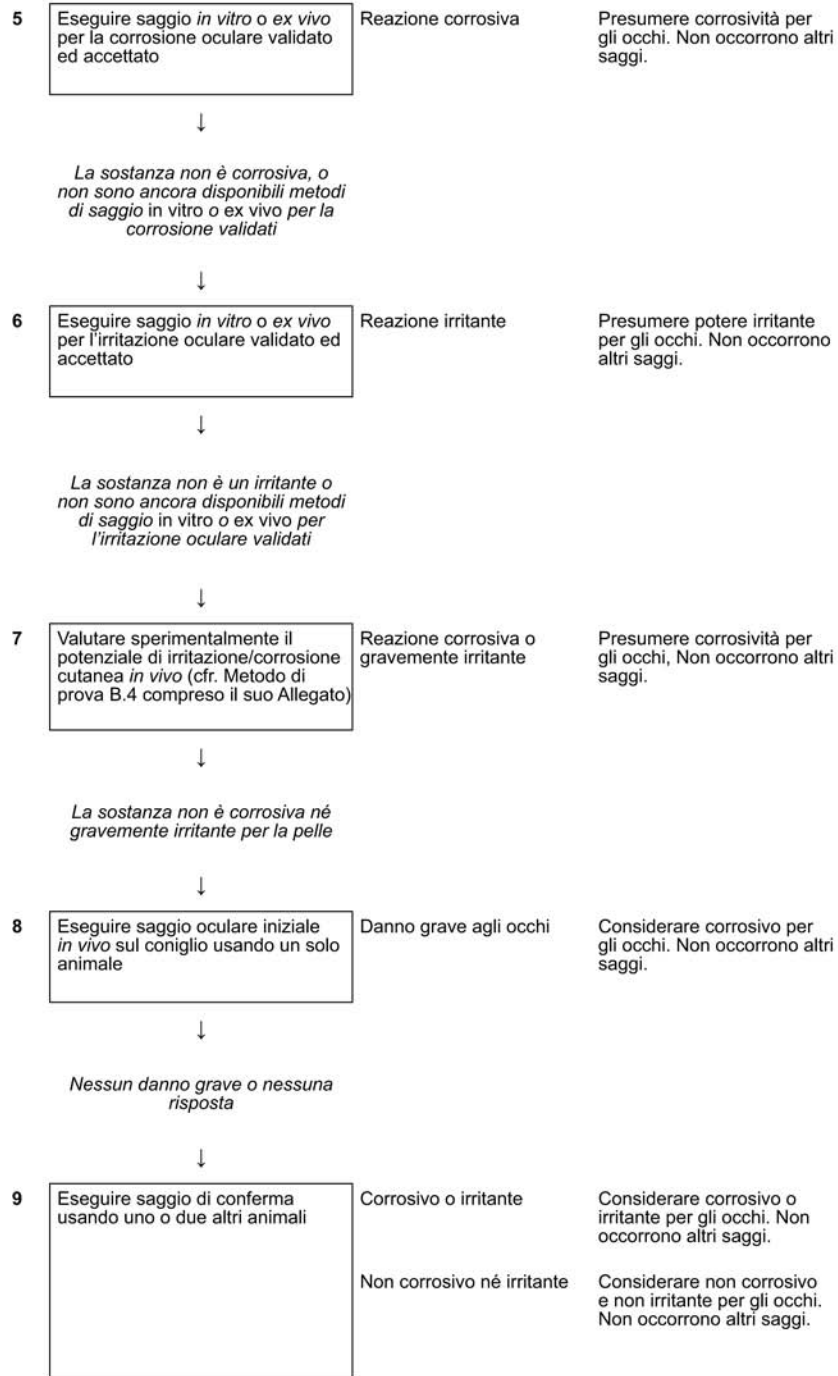 5
Eseguire saggio in vitro o ex vivo
per la corrosione oculare validato
ed accettato
Reazione corrosiva
Presumere corrosività per
gli occhi. Non occorrono altri
saggi.
↓
La sostanza non è corrosiva, o
non sono ancora disponibili metodi
di saggio in vitro o ex vivo per la
corrosione validati
↓
6
Eseguire saggio in vitro o ex vivo
per l'irritazione oculare validato ed
accettato
Reazione irritante
Presumere potere irritante
per gli occhi. Non occorrono
altri saggi.
↓
La sostanza non è un irritante o
non sono ancora disponibili metodi
di saggio in vitro o ex vivo per
l'irritazione oculare validati
↓
7
Valutare sperimentalmente il
potenziale di irritazione/corrosione
cutanea in vivo (cfr. Metodo di
prova B.4 compreso il suo Allegato)
Reazione corrosiva o
gravemente irritante
Presumere corrosività per
gli occhi, Non occorrono altri
saggi.
↓
La sostanza non è corrosiva né
gravemente irritante per la pelle
↓
8
Eseguire saggio oculare iniziale
in vivo sul coniglio usando un solo
animale
Danno grave agli occhi
Considerare corrosivo per
gli occhi. Non occorrono altri
saggi.
↓
Nessun danno grave o nessuna
risposta
↓
9
Eseguire saggio di conferma
usando uno o due altri animali
Corrosivo o irritante
Considerare corrosivo o
irritante per gli occhi. Non
occorrono altri saggi.
Non corrosivo né irritante
Considerare non corrosivo
e non irritante per gli occhi.
Non occorrono altri saggi.